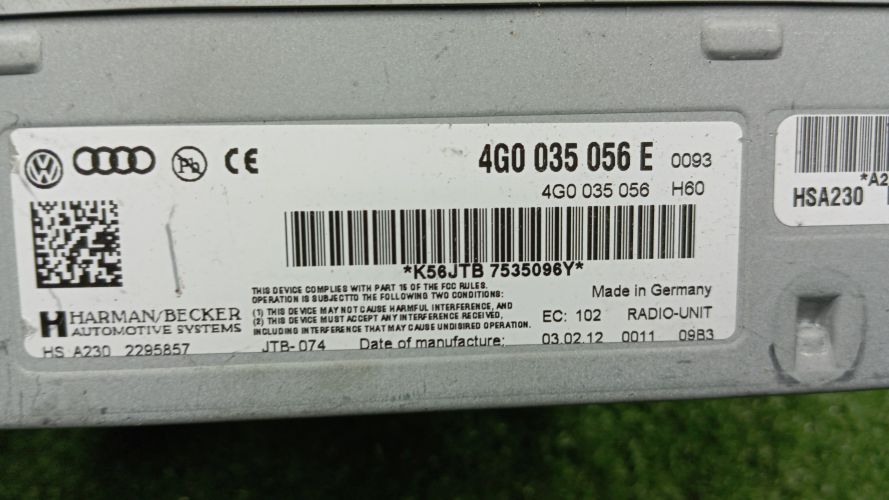 4G0 035 056 E 0093
4G0 035 056 H60
*K56JTB 7535096Y*
THIS DEVICE COMPLIES WITH PART 15 OF THE FCC RULES.
OPERATION IS SUBJECTTO THE FOLLOWING TWO CONDITIONS:
(1) THIS DEVICE MAY NOT CAUSE HARMFUL INTERFERENCE, AND
(2) THIS DEVICE MUST ACCEPT ANY INTERFERENCE RECEIVED,
INCLUDING INTERFERENCE THAT MAY CAUSE UNDISIRED OPERATION.
Made in Germany
EC: 102 RADIO-UNIT
HARMAN/BECKER
AUTOMOTIVE SYSTEMS
HS A230 2295857 JTB-074 Date of manufacture: 03.02.12 0011 09B3
*A2
HSA230